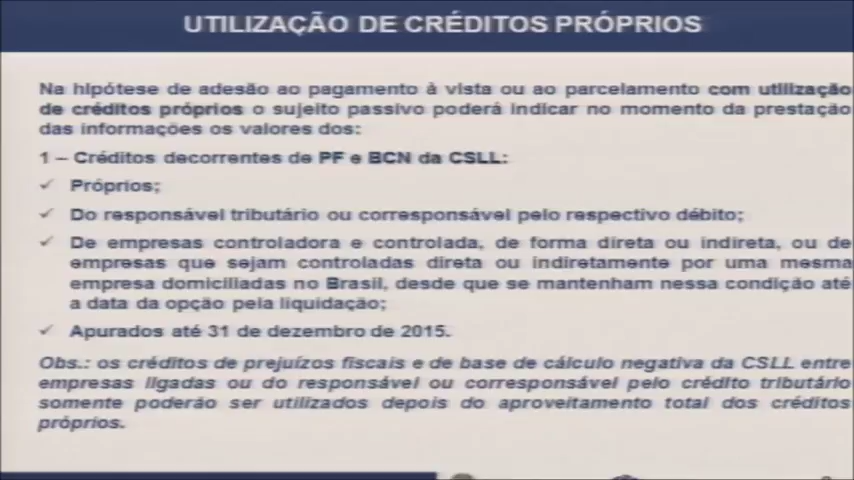 UTILIZAÇÃO DE CRÉDITOS PRÓPRIOS
Na hipótese de adesão ao pagamento à vista ou ao parcelamento com utilização
de créditos próprios o sujeito passivo poderá indicar no momento da prestação
das informações os valores dos:
1 – Créditos decorrentes de PF e BCN da CSLL:
✓ Próprios;
✓ Do responsável tributário ou corresponsável pelo respectivo débito;
✓ De empresas controladora e controlada, de forma direta ou indireta, ou de
empresas que sejam controladas direta ou indiretamente por uma mesma
empresa domiciliadas no Brasil, desde que se mantenham nessa condição até
a data da opção pela liquidação;
✓ Apurados até 31 de dezembro de 2015.
Obs.: os créditos de prejuízos fiscais e de base de cálculo negativa da CSLL entre
empresas ligadas ou do responsável ou corresponsável pelo crédito tributário
somente poderão ser utilizados depois do aproveitamento total dos créditos
próprios.